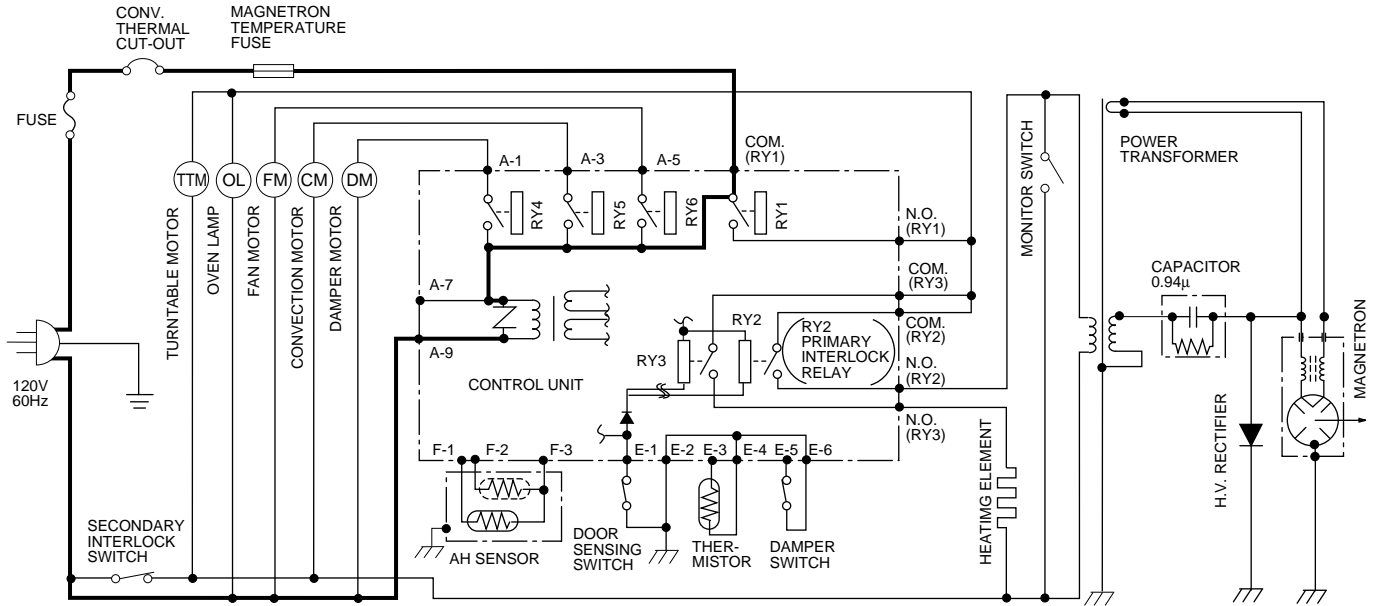 CONV.
THERMAL
CUT-OUT
MAGNETRON
TEMPERATURE
FUSE
FUSE
120V
60Hz
TTM
OL
FM
CM
DM
TURNTABLE MOTOR
OVEN LAMP
FAN MOTOR
CONVECTION MOTOR
DAMPER MOTOR
A-1
A-3
A-5
COM.
(RY1)
RY4
RY5
RY6
RY1
N.O.
(RY1)
A-7
A-9
COM.
(RY3)
COM.
(RY2)
RY3
RY2
RY2
PRIMARY
INTERLOCK
RELAY
N.O.
(RY2)
N.O.
(RY3)
CONTROL UNIT
F-1
F-2
F-3
E-1
E-2
E-3
E-4
E-5
E-6
SECONDARY
INTERLOCK
SWITCH
AH SENSOR
DOOR
SENSING
SWITCH
THER-
MISTOR
DAMPER
SWITCH
HEATIMG ELEMENT
MONITOR SWITCH
POWER
TRANSFORMER
CAPACITOR
0.94μ
H.V. RECTIFIER
MAGNETRON